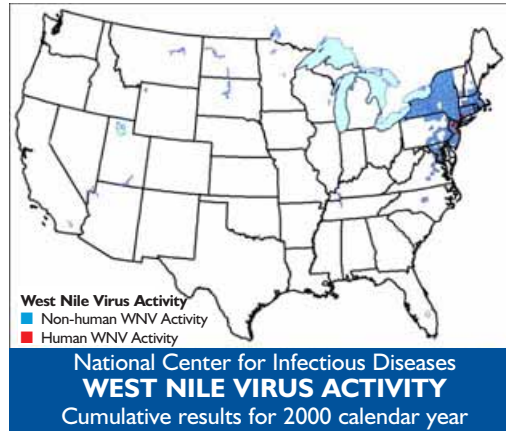 West Nile Virus Activity
Non-human WNV Activity
Human WNV Activity
National Center for Infectious Diseases
WEST NILE VIRUS ACTIVITY
Cumulative results for 2000 calendar year